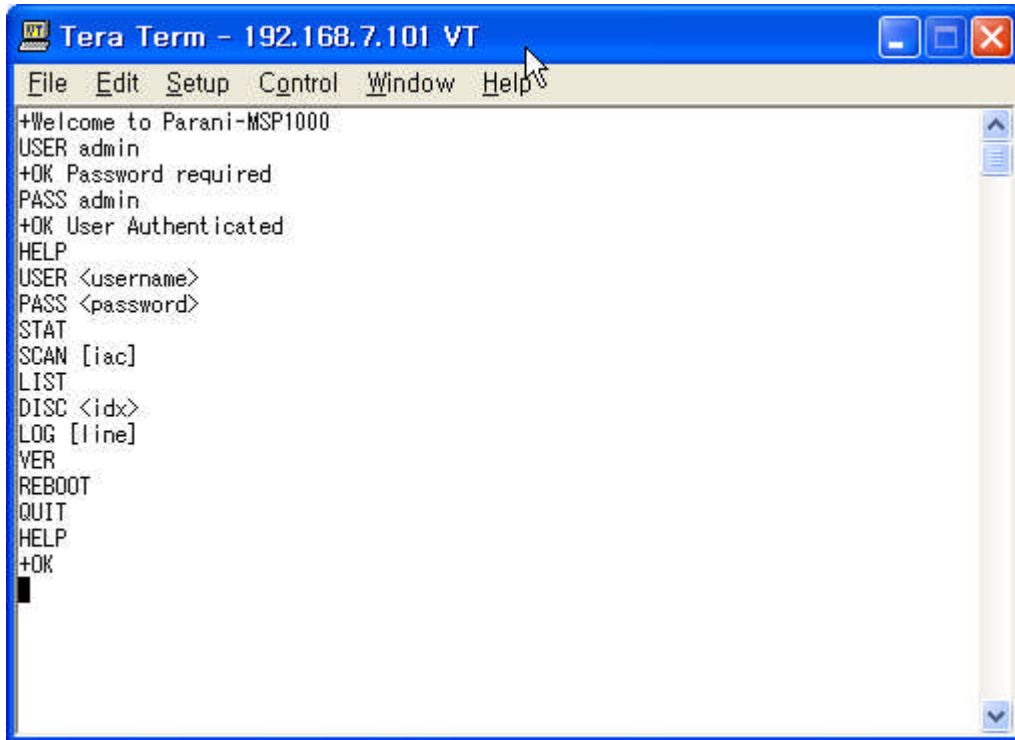 Tera Term - 192.168.7.101 VT
File Edit Setup Control Window Help
+Welcome to Parani-MSP1000
USER admin
+OK Password required
PASS admin
+OK User Authenticated
HELP
USER <username>
PASS <password>
STAT
SCAN [iac]
LIST
DISC <idx>
LOG [line]
VER
REBOOT
QUIT
HELP
+OK